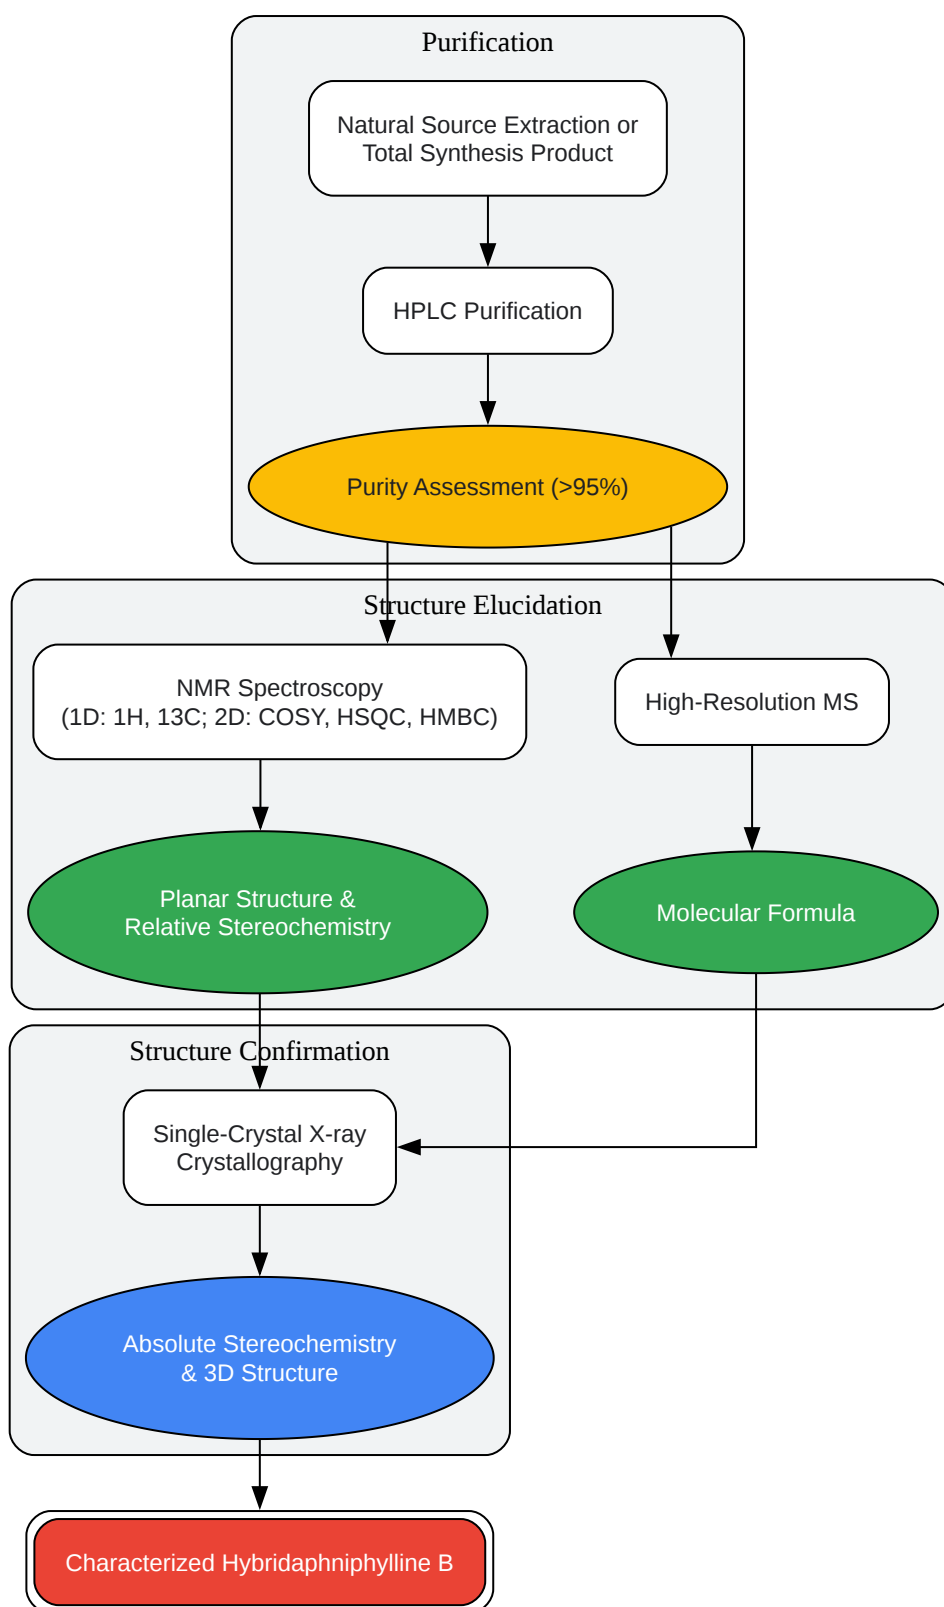 Purification
Natural Source Extraction or
Total Synthesis Product
HPLC Purification
Purity Assessment (>95%)
Structure Elucidation
NMR Spectroscopy
(1D: 1H, 13C; 2D: COSY, HSQC, HMBC)
High-Resolution MS
Planar Structure &
Relative Stereochemistry
Molecular Formula
Structure Confirmation
Single-Crystal X-ray
Crystallography
Absolute Stereochemistry
& 3D Structure
Characterized Hybridaphniphylline B